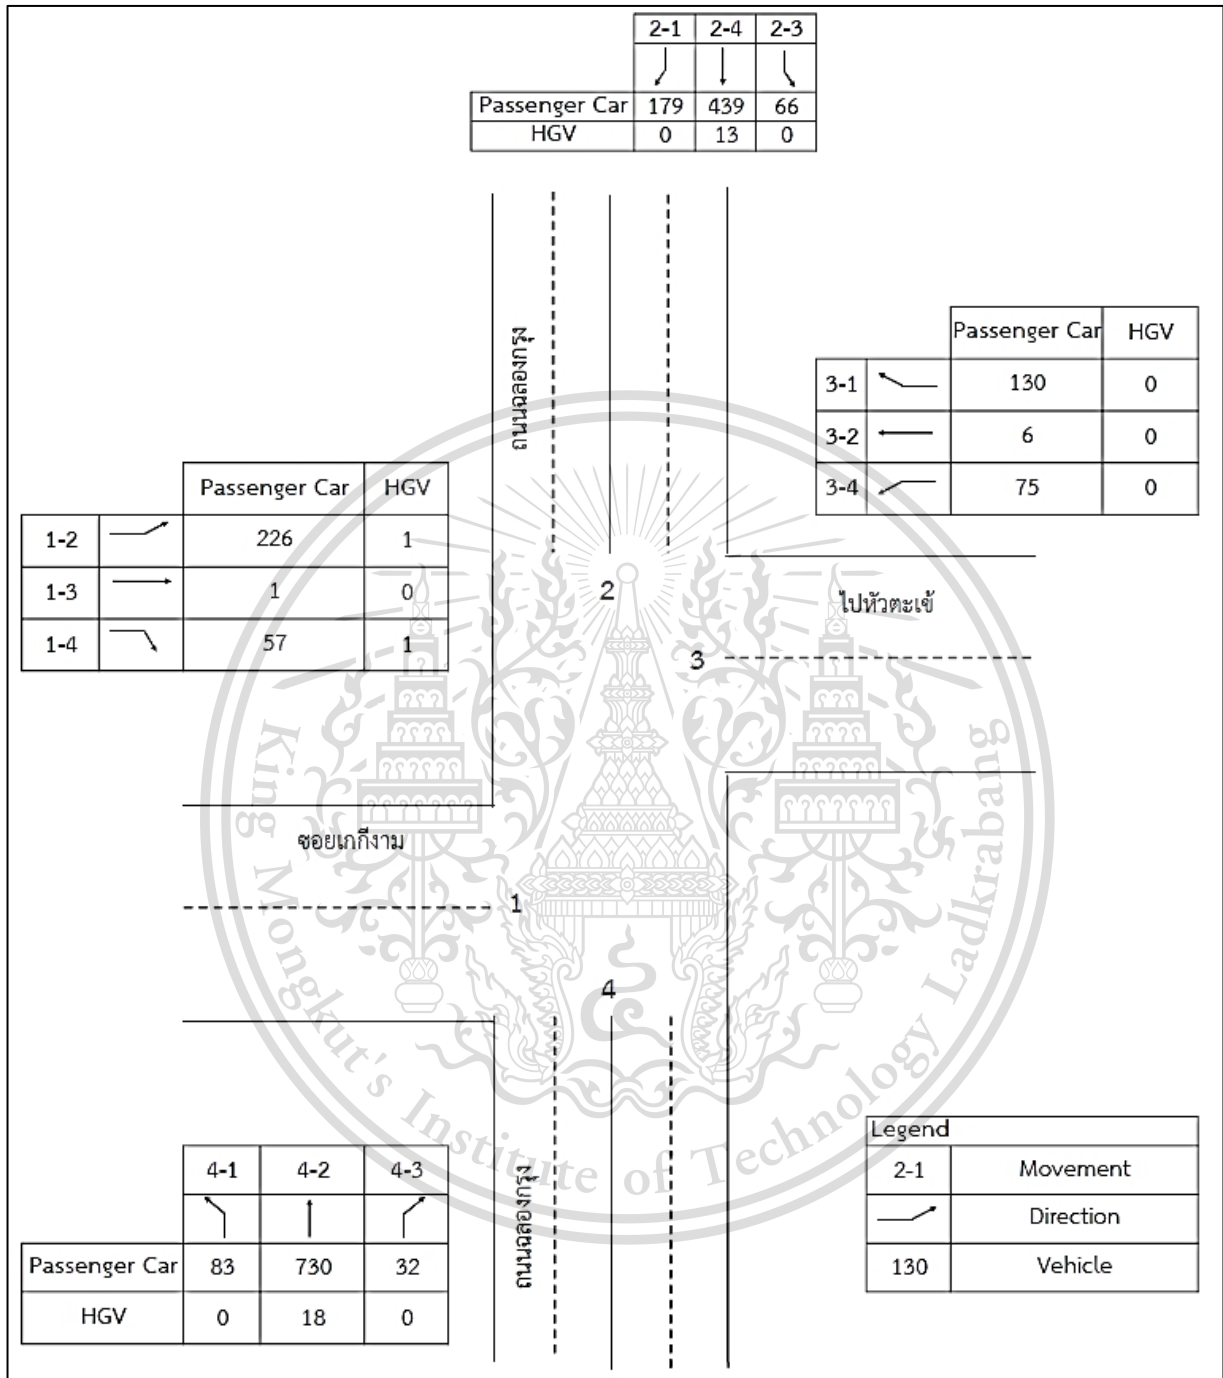 2-1 2-4 2-3
Passenger Car 179 439 66
HGV 0 13 0
ถนนฉลองกรุง
Passenger Car HGV
3-1 130 0
3-2 6 0
3-4 75 0
Passenger Car HGV
1-2 226 1
1-3 1 0
1-4 57 1
2
ไปหัวตะเข้
3
ซอยเกกีงาม
1
4
King Mongkut's Institute of Technology Ladkrabang
4-1 4-2 4-3
Passenger Car 83 730 32
HGV 0 18 0
ถนนฉลองกรุง
Legend
2-1 Movement
Direction
130 Vehicle